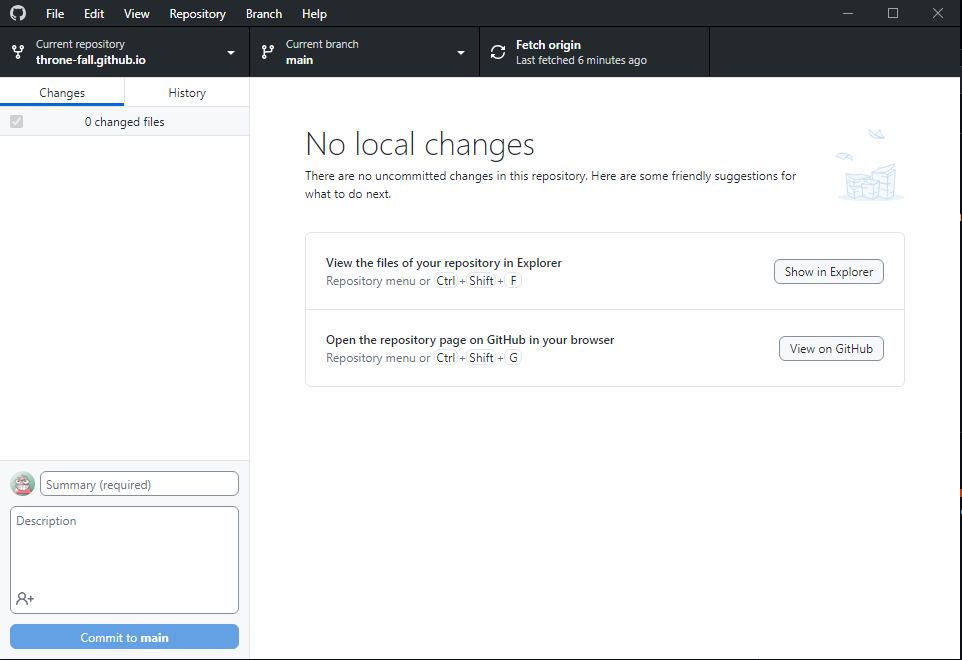 File Edit View Repository Branch Help
Current repository
throne-fall.github.io
Current branch
main
Fetch origin
Last fetched 6 minutes ago
Changes History
0 changed files
No local changes
There are no uncommitted changes in this repository. Here are some friendly suggestions for
what to do next.
View the files of your repository in Explorer
Repository menu or Ctrl + Shift + F
Show in Explorer
Open the repository page on GitHub in your browser
Repository menu or Ctrl + Shift + G
View on GitHub
Summary (required)
Description
Commit to main